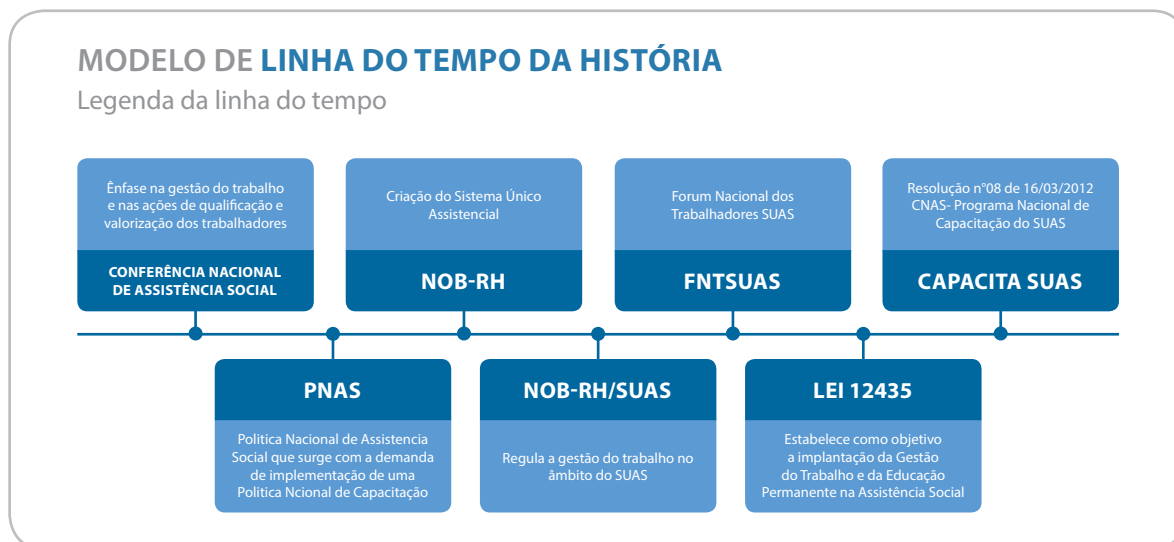 MODELO DE LINHA DO TEMPO DA HISTÓRIA
Legenda da linha do tempo
Ênfase na gestão do trabalho
e nas ações de qualificação e
valorização dos trabalhadores
CONFERÊNCIA NACIONAL
DE ASSISTÊNCIA SOCIAL
Criação do Sistema Único
Assistencial
NOB-RH
Forum Nacional dos
Trabalhadores SUAS
FNTSUAS
Resolução n°08 de 16/03/2012
CNAS- Programa Nacional de
Capacitação do SUAS
CAPACITA SUAS
PNAS
Politica Nacional de Assistencia
Social que surge com a demanda
de implementação de uma
Politica Ncional de Capacitação
NOB-RH/SUAS
Regula a gestão do trabalho no
âmbito do SUAS
LEI 12435
Estabelece como objetivo
a implantação da Gestão
do Trabalho e da Educação
Permanente na Assistência Social